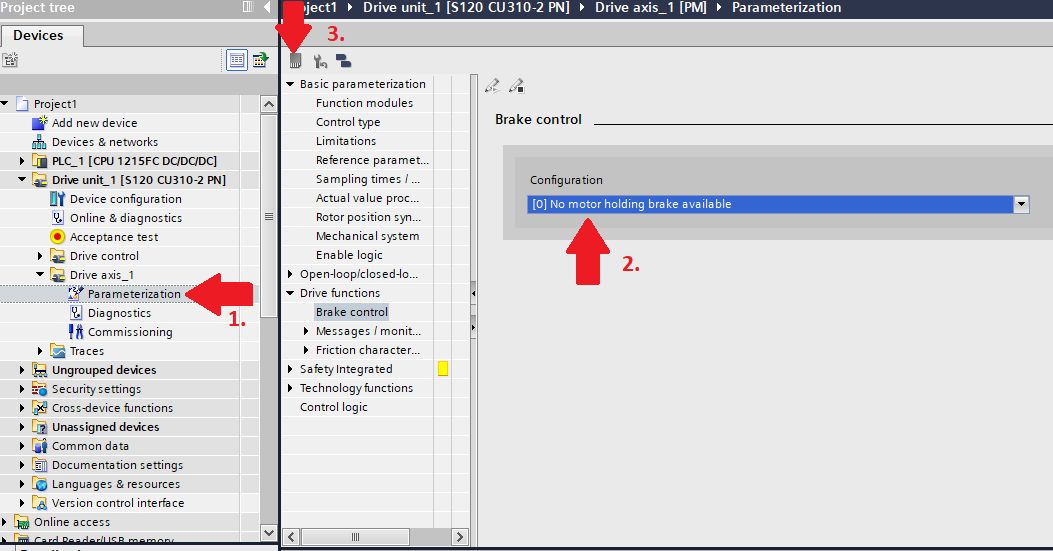 Project tree
Devices
Project1
Add new device
Devices & networks
PLC_1 [CPU 1215FC DC/DC/DC]
Drive unit_1 [S120 CU310-2 PN]
Device configuration
Online & diagnostics
Acceptance test
Drive control
Drive axis_1
Parameterization
1.
Diagnostics
Commissioning
Traces
Ungrouped devices
Security settings
Cross-device functions
Unassigned devices
Common data
Documentation settings
Languages & resources
Version control interface
Online access
Card Reader/USB memory
oject1 Drive unit_1 [S120 CU310-2 PN] Drive axis_1 [PM] Parameterization
3.
Basic parameterization
Function modules
Control type
Limitations
Reference paramet...
Sampling times / ...
Actual value proc...
Rotor position syn...
Mechanical system
Enable logic
Open-loop/closed-lo...
Drive functions
Brake control
Messages / monit...
Friction character...
Safety Integrated
Technology functions
Control logic
Brake control
Configuration
[0] No motor holding brake available
2.